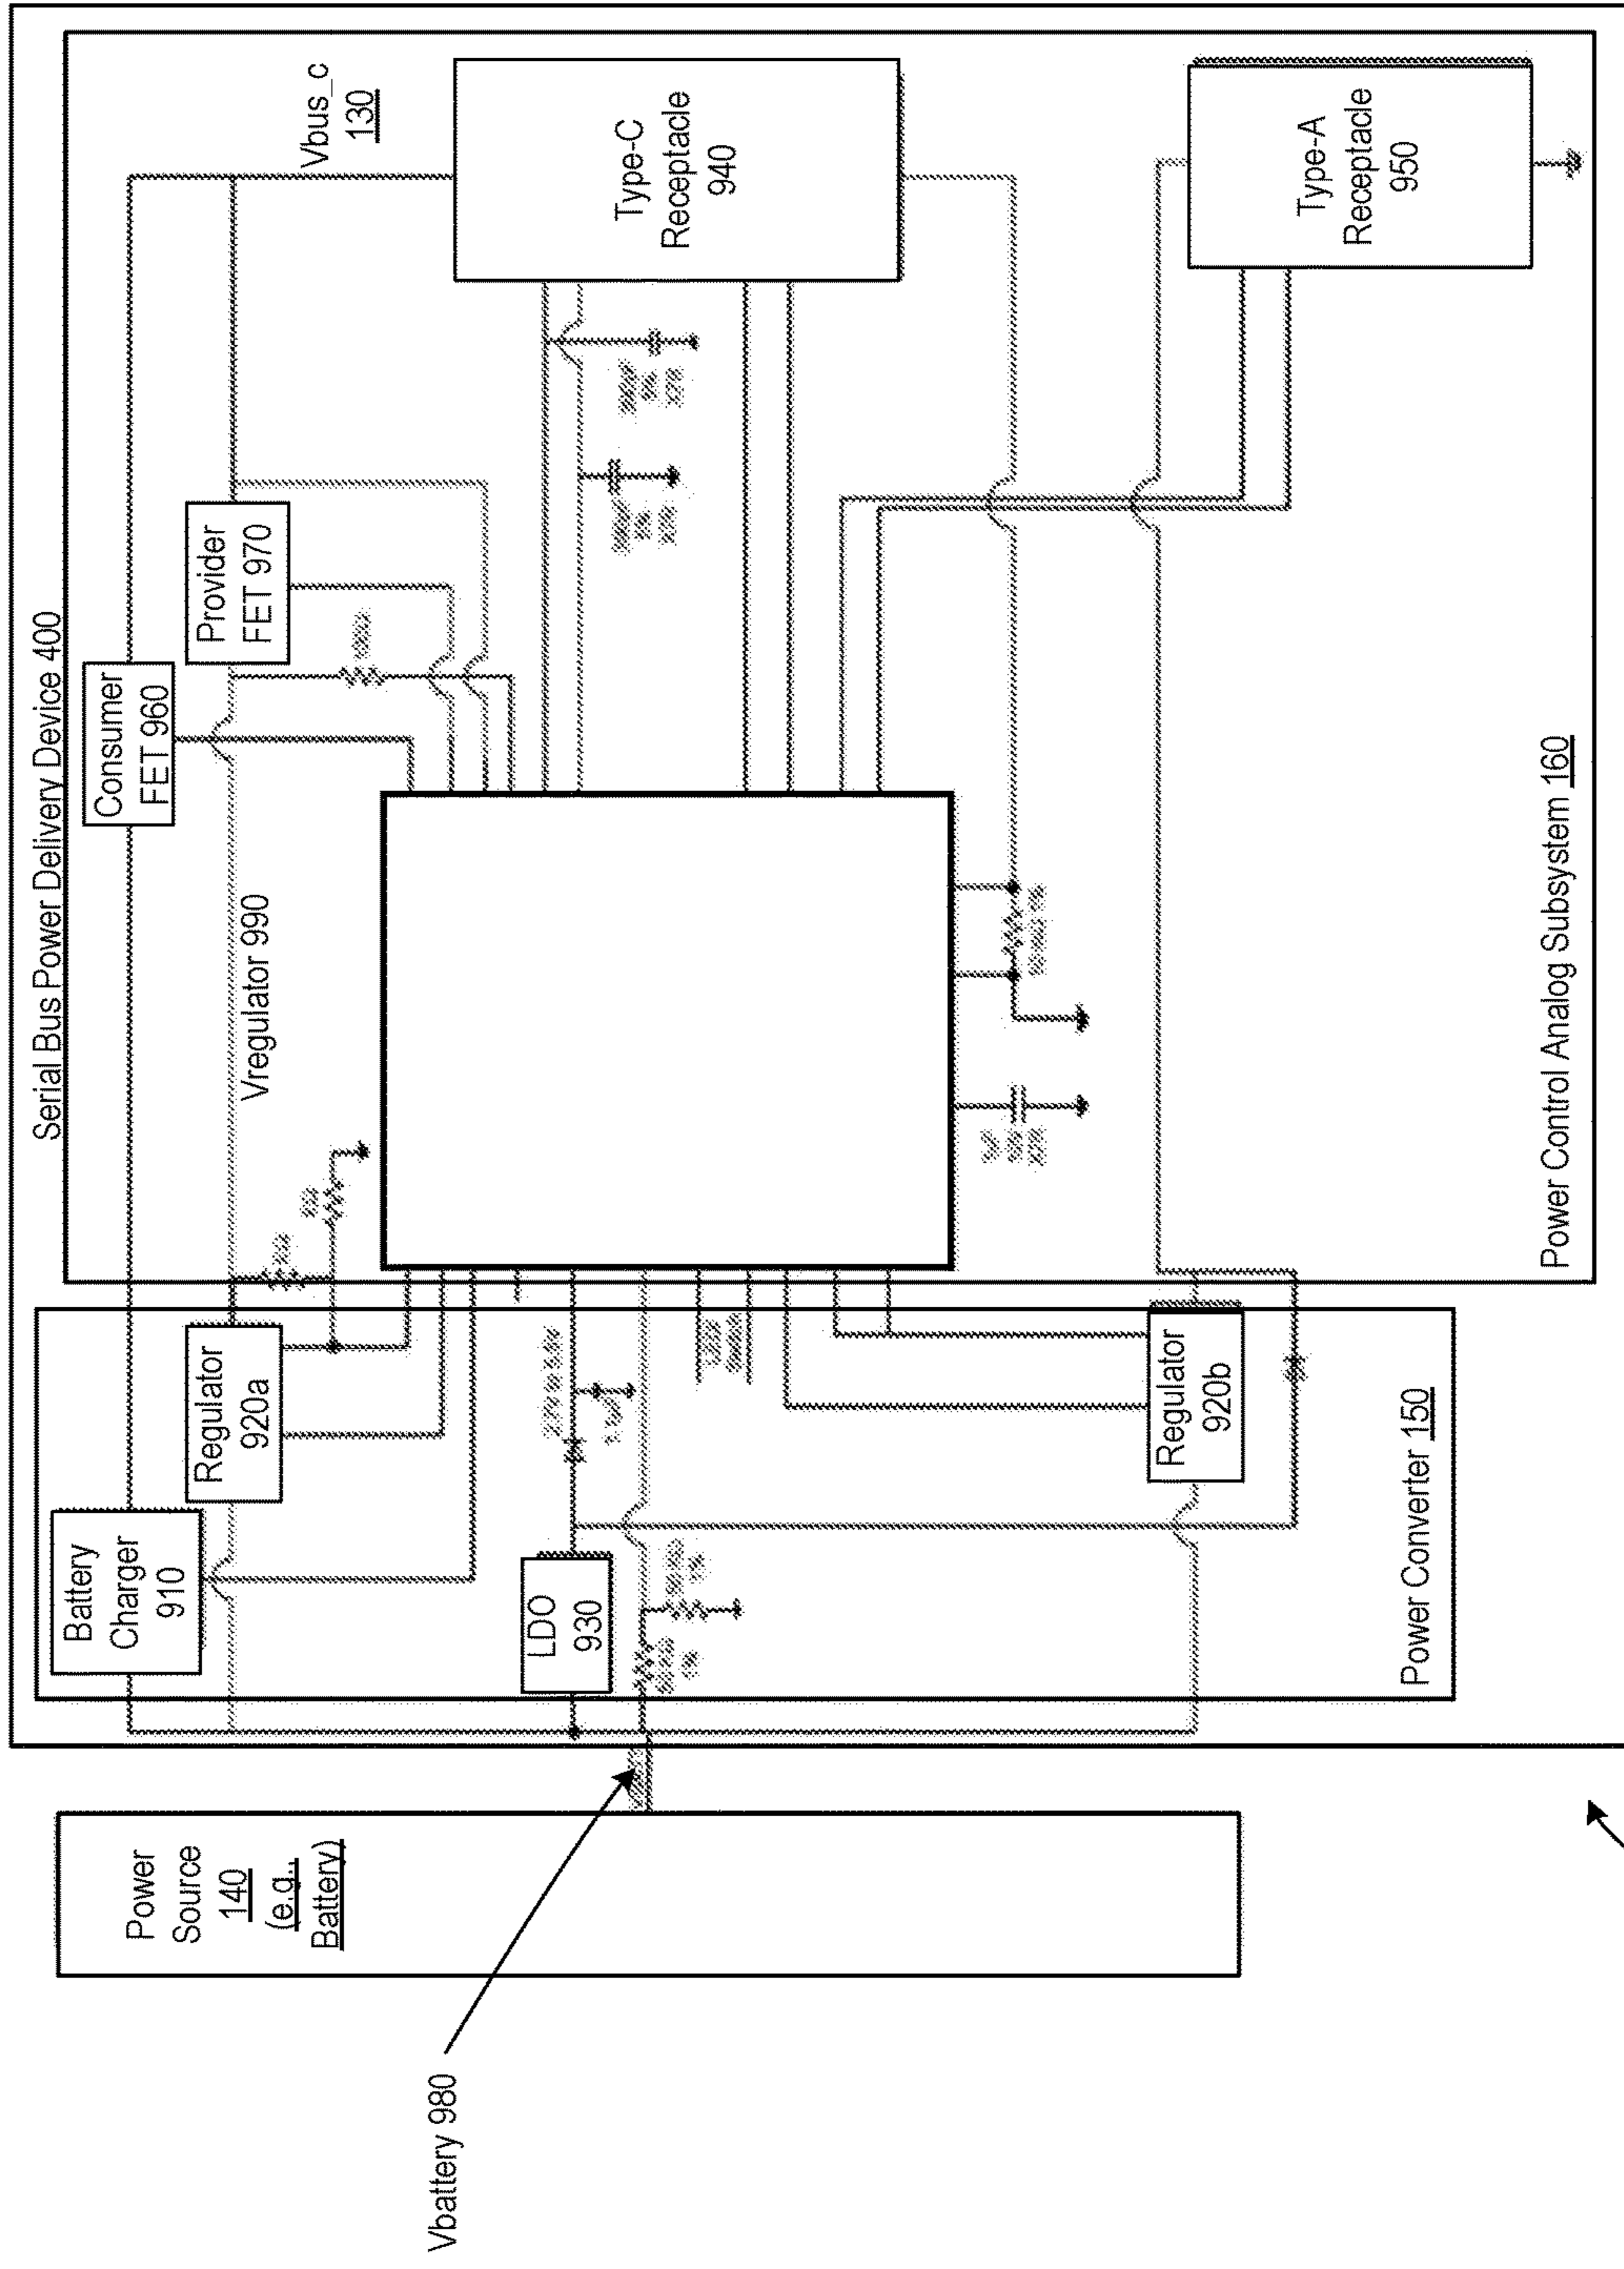 Serial Bus Power Delivery Device 400
Power
Source
140
(e.g.,
Battery)
Vbattery 980
Battery
Charger
910
Regulator
920a
LDO
930
Regulator
920b
Power Converter 150
Vregulator 990
Consumer
FET 960
Provider
FET 970
Vbus_c
130
Type-C
Receptacle
940
Type-A
Receptacle
950
Power Control Analog Subsystem 160